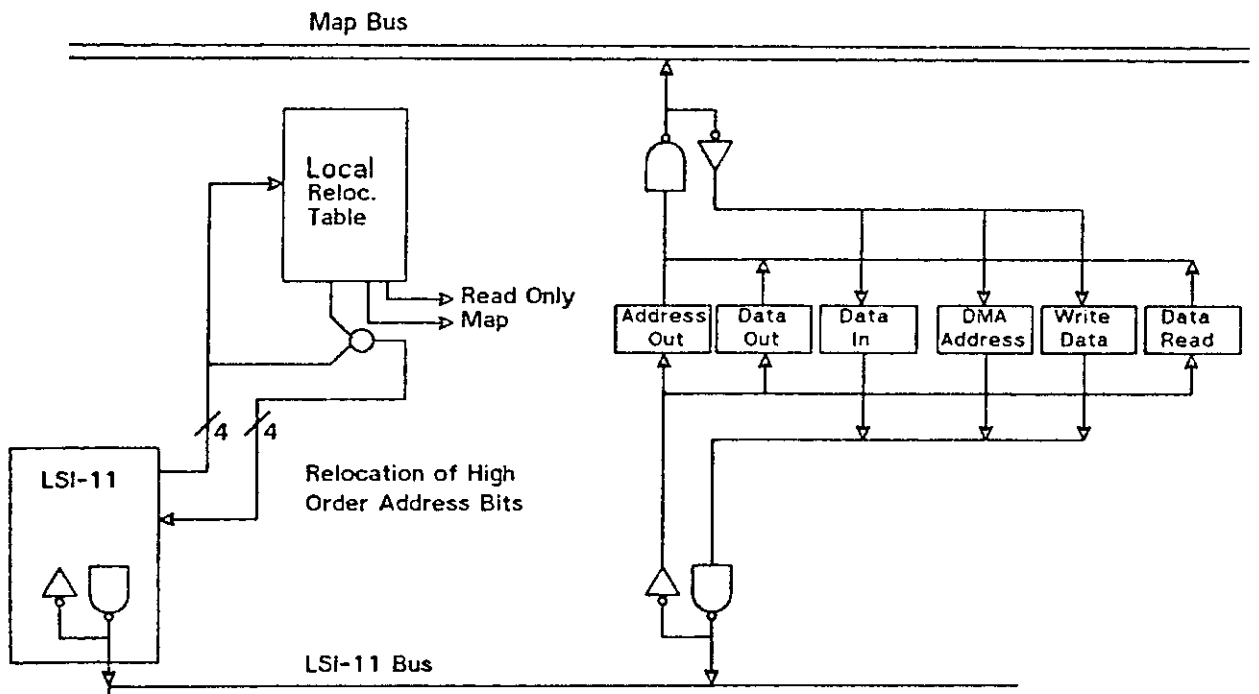 Map Bus
Local
Reloc.
Table
Read Only
Map
Address
Out
Data
Out
Data
In
DMA
Address
Write
Data
Data
Read
4
4
LSI-11
Relocation of High
Order Address Bits
LSI-11 Bus